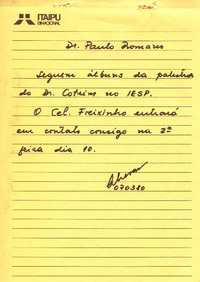 ITAIPU
BINACIONAL
Dr. Paulo Romano
Seguem álbuns da palestra
do Dr. Cotrim no IESP.
O Cel. Freixinho entrará
em contato consigo na 2ª
feira dia 10.
070380